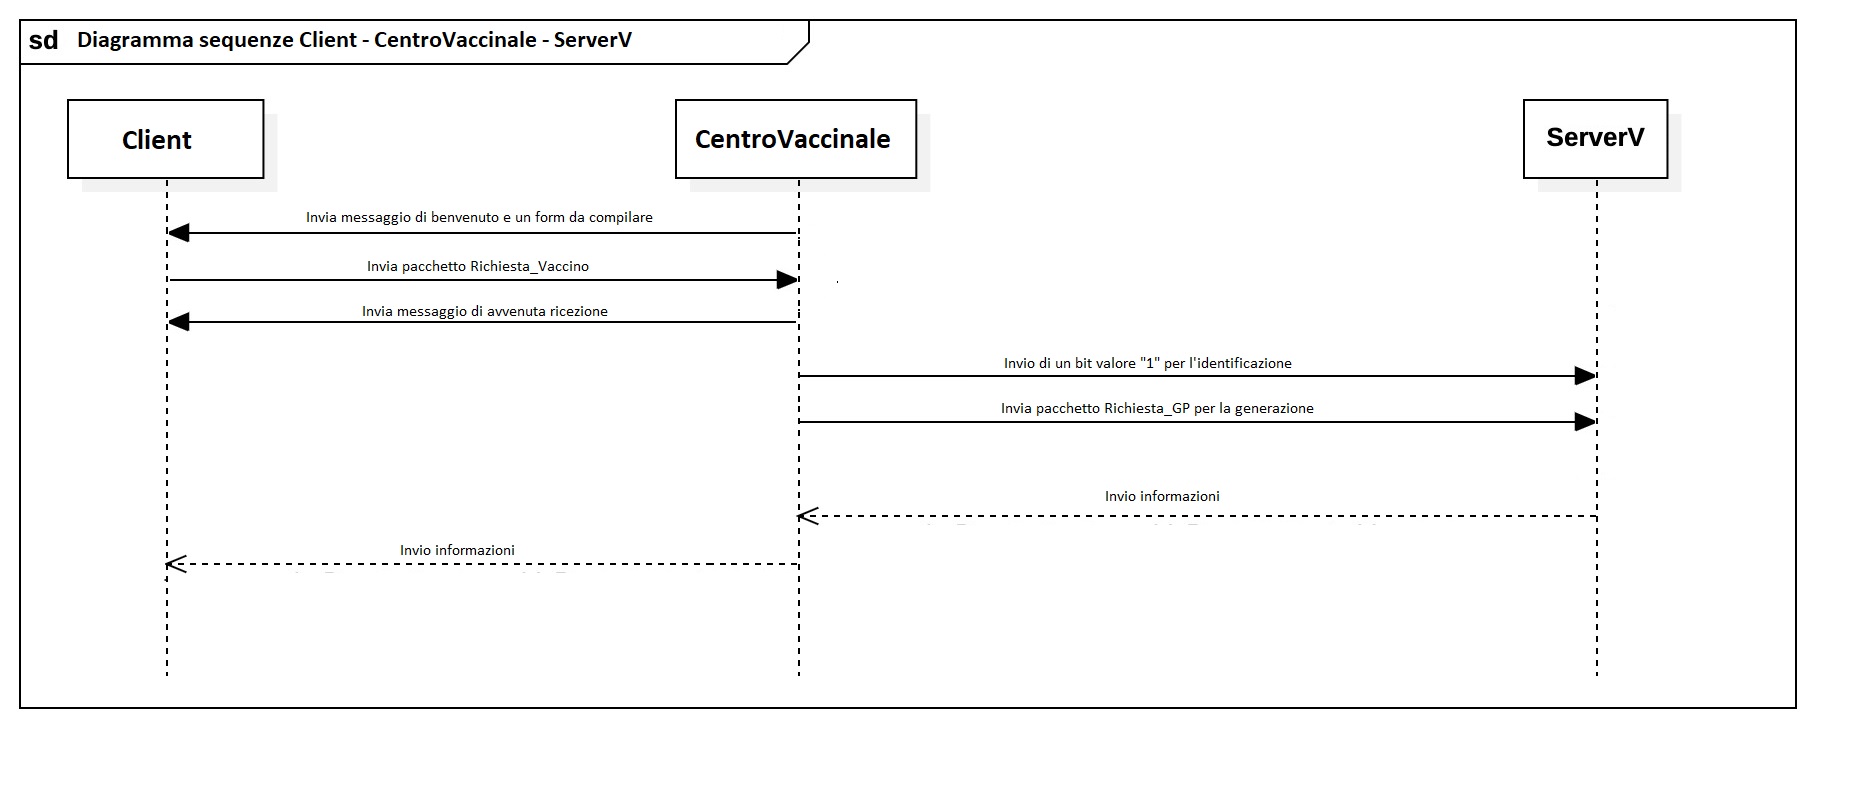 sd Diagramma sequenze Client - CentroVaccinale - ServerV
Client
CentroVaccinale
ServerV
Invia messaggio di benvenuto e un form da compilare
Invia pacchetto Richiesta_Vaccino
Invia messaggio di avvenuta ricezione
Invio di un bit valore "1" per l'identificazione
Invia pacchetto Richiesta_GP per la generazione
Invio informazioni
Invio informazioni